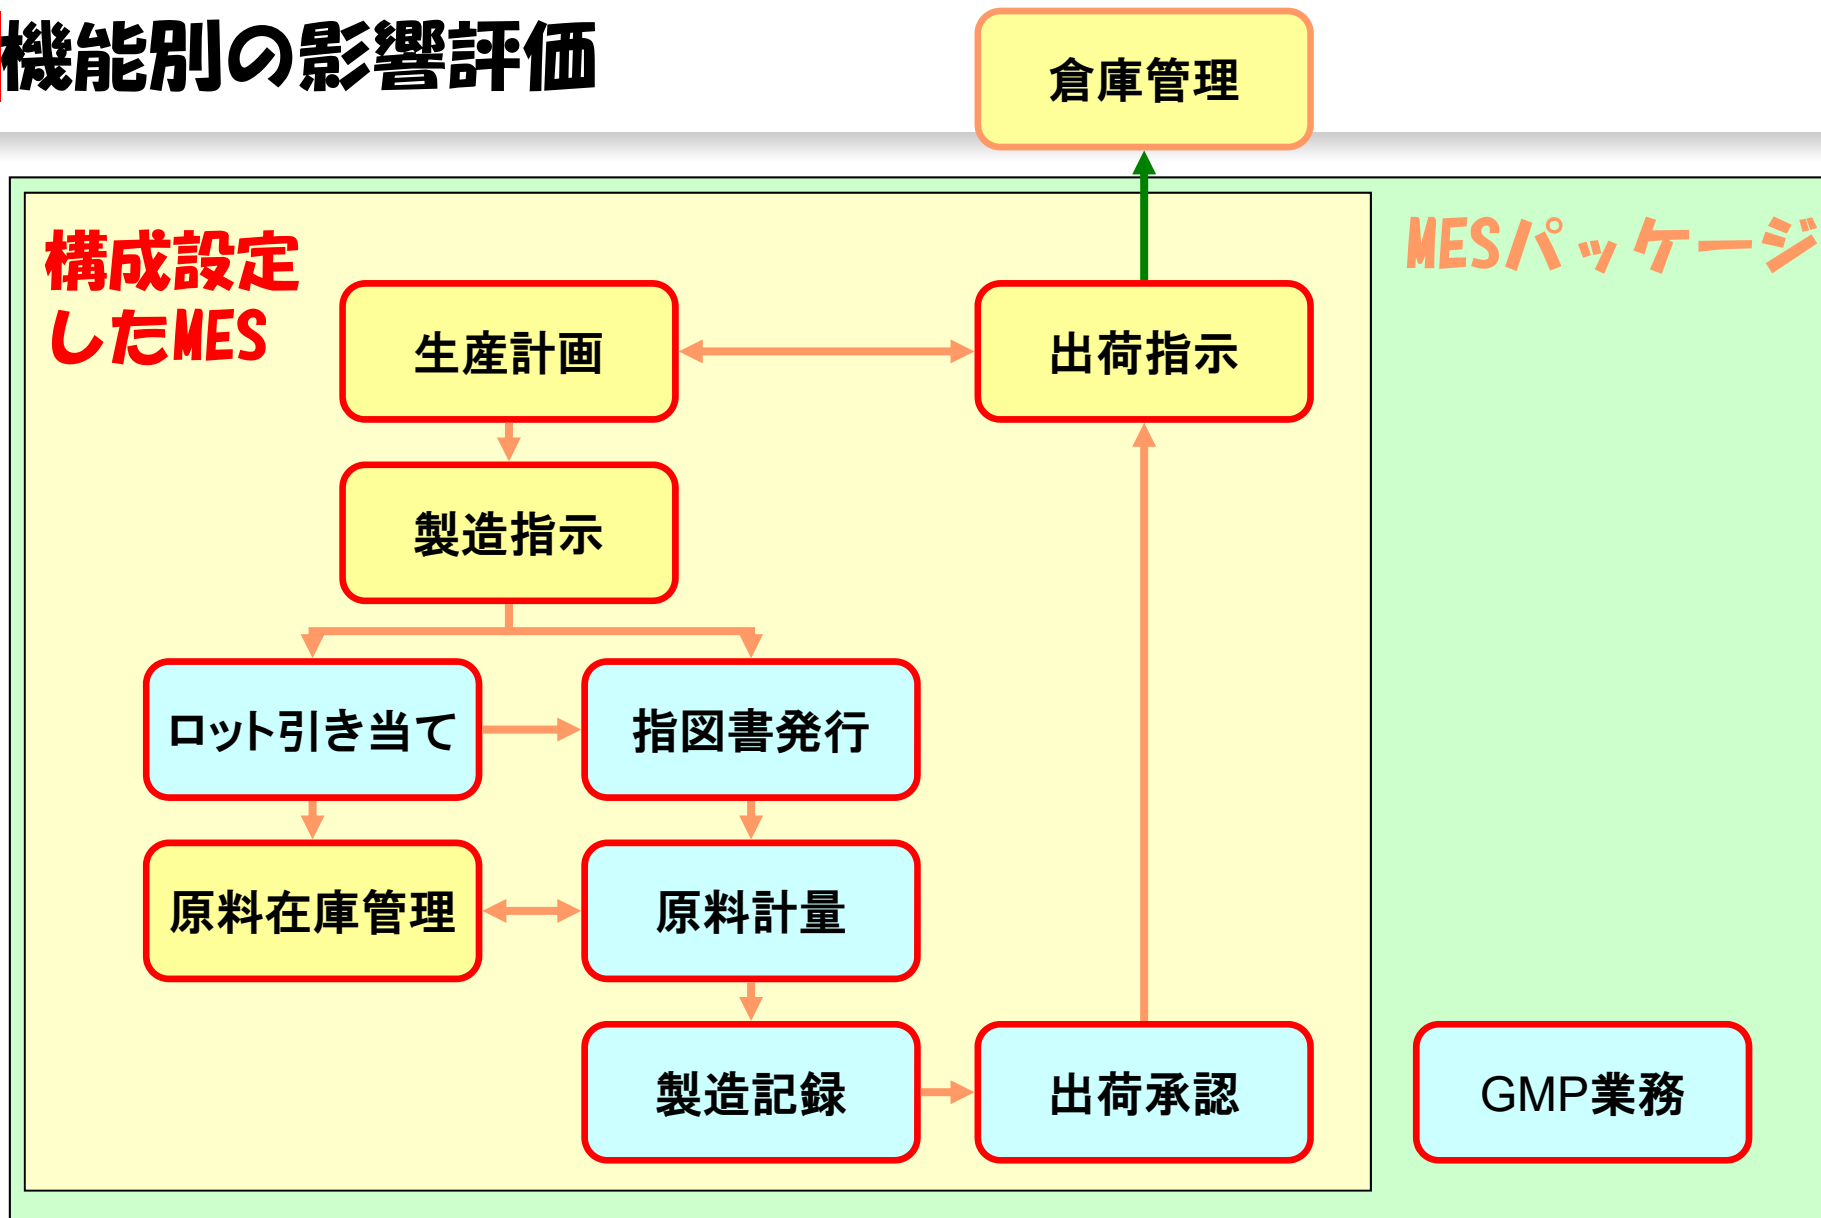 機能別の影響評価
倉庫管理
構成設定
したMES
MESパッケージ
生産計画
出荷指示
製造指示
ロット引き当て
指図書発行
原料在庫管理
原料計量
製造記録
出荷承認
GMP業務